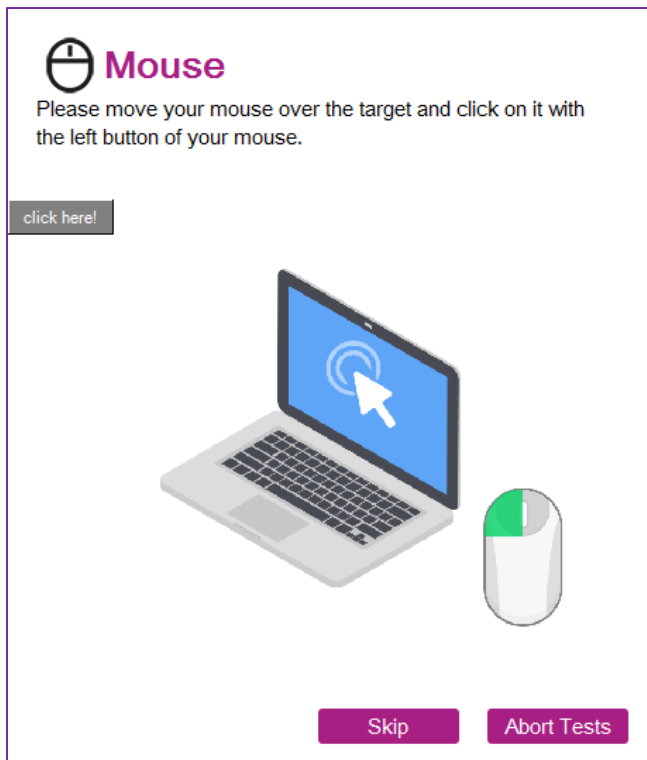 Mouse
Please move your mouse over the target and click on it with
the left button of your mouse.
click here!
Skip
Abort Tests